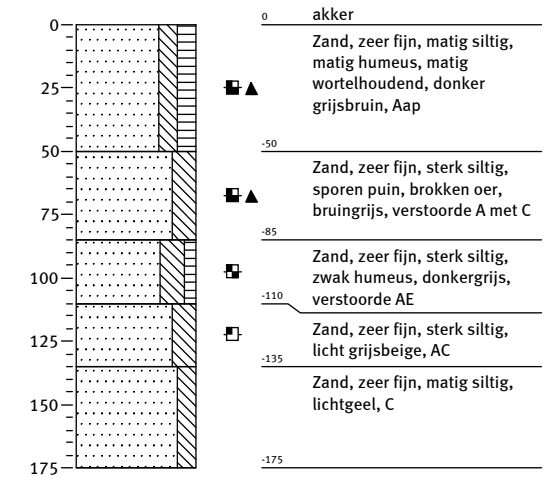 0 akker
0
Zand, zeer fijn, matig siltig,
matig humeus, matig
wortelhoudend, donker
grijsbruin, Aap
25
-50
50
Zand, zeer fijn, sterk siltig,
sporen puin, brokken oer,
bruingrijs, verstoorde A met C
75
-85
Zand, zeer fijn, sterk siltig,
zwak humeus, donkergrijs,
verstoorde AE
100
-110
Zand, zeer fijn, sterk siltig,
licht grijsbeige, AC
125
-135
Zand, zeer fijn, matig siltig,
lichtgeel, C
150
-175
175